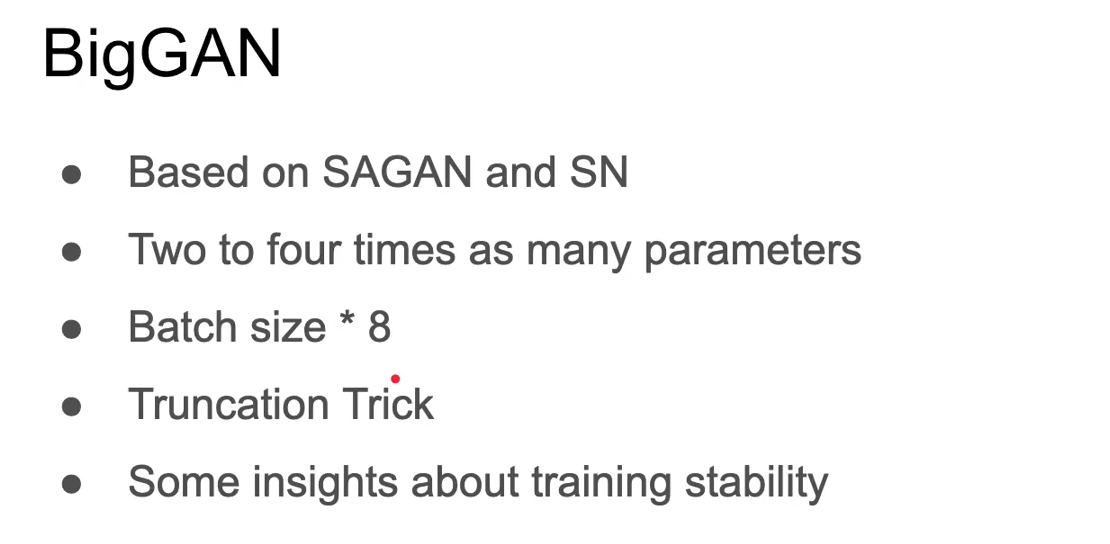 BigGAN
● Based on SAGAN and SN
● Two to four times as many parameters
● Batch size * 8
● Truncation Trick
● Some insights about training stability